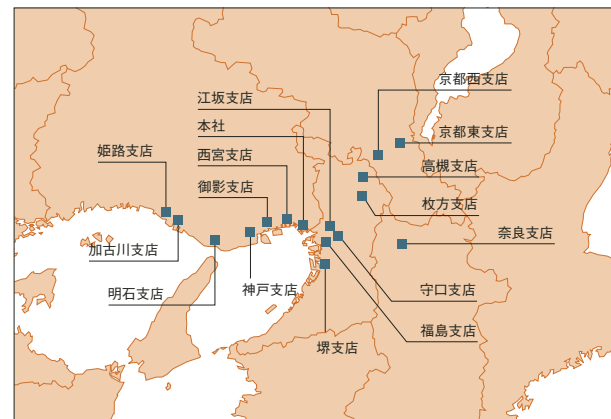 京都西支店
江坂支店
本社
京都東支店
姫路支店
西宮支店
高槻支店
御影支店
枚方支店
奈良支店
加古川支店
明石支店
神戸支店
守口支店
福島支店
堺支店